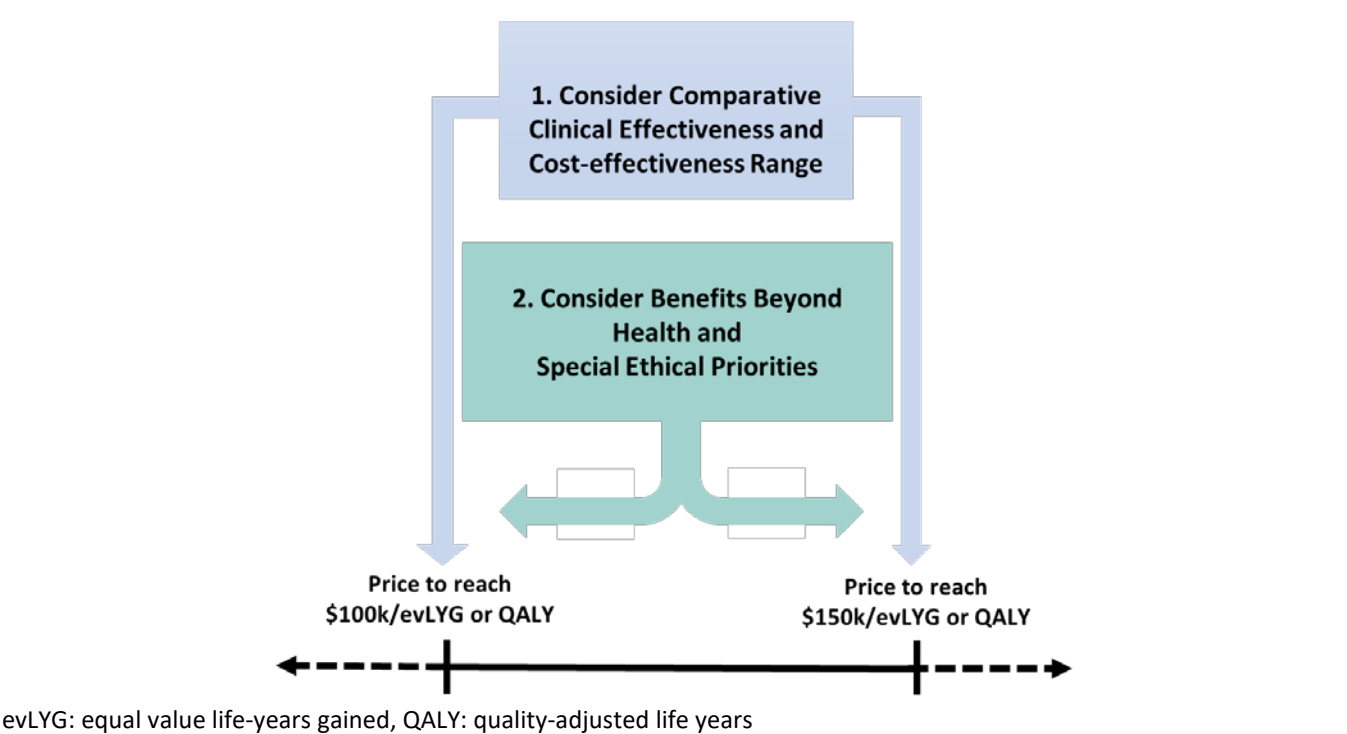 1. Consider Comparative
Clinical Effectiveness and
Cost-effectiveness Range
2. Consider Benefits Beyond
Health and
Special Ethical Priorities
Price to reach
$100k/evLYG or QALY
Price to reach
$150k/evLYG or QALY
evLYG: equal value life-years gained, QALY: quality-adjusted life years